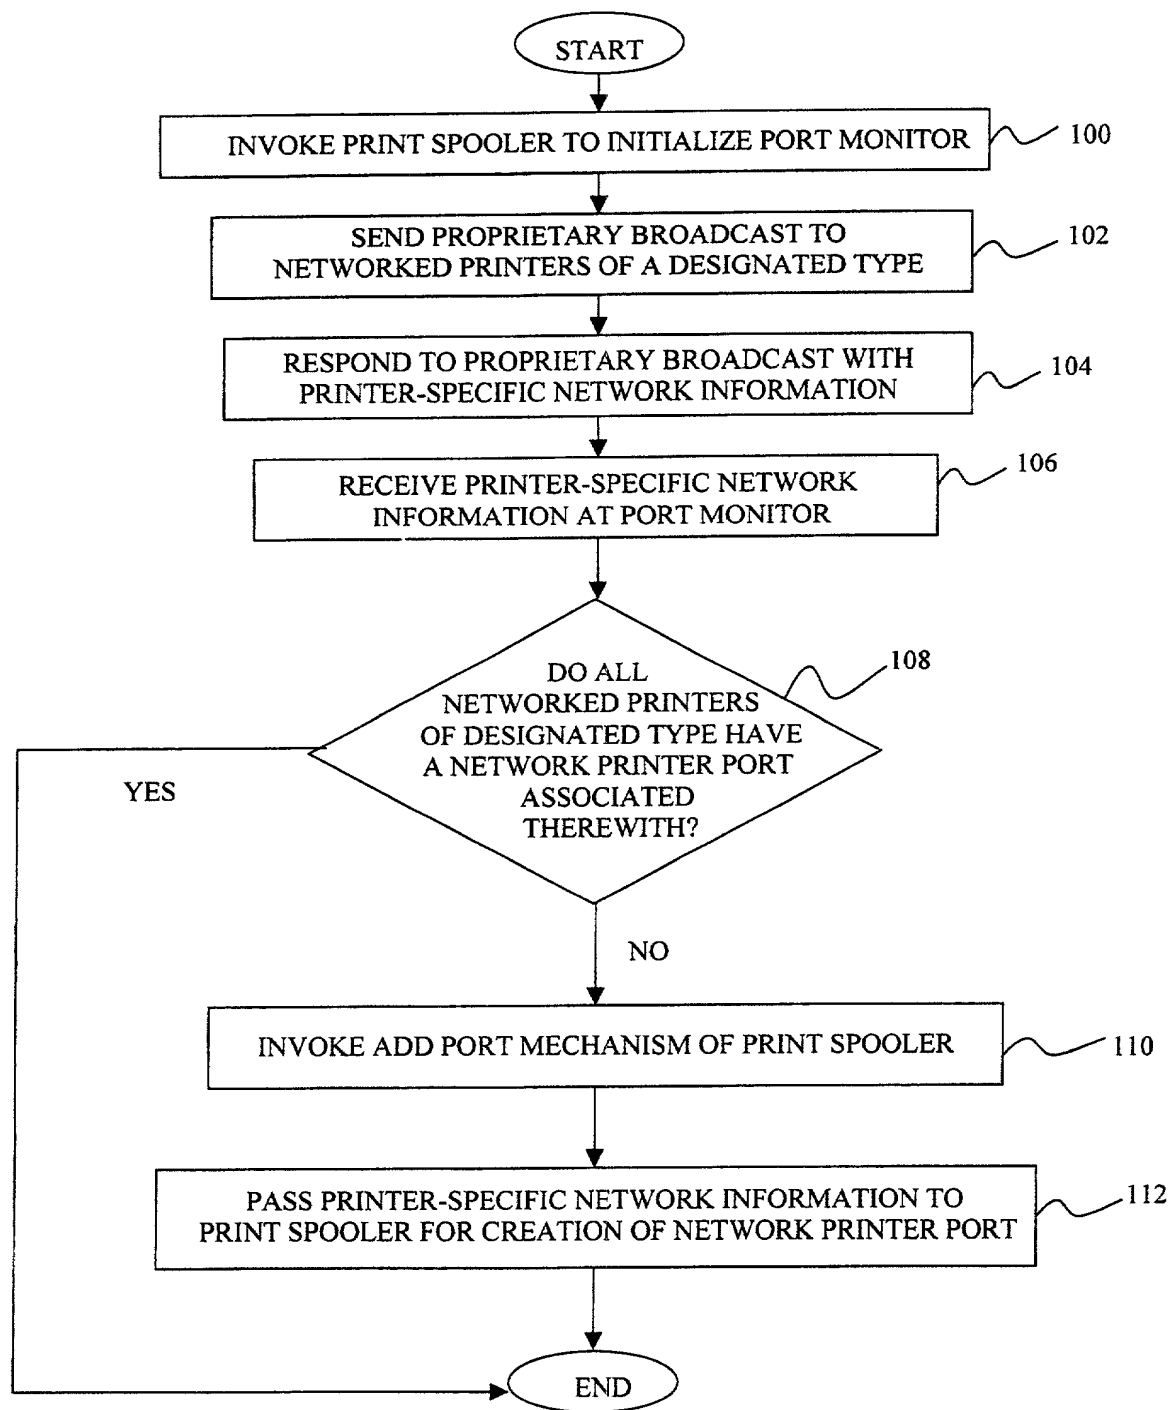 START
INVOKE PRINT SPOOLER TO INITIALIZE PORT MONITOR
100
SEND PROPRIETARY BROADCAST TO
NETWORKED PRINTERS OF A DESIGNATED TYPE
102
RESPOND TO PROPRIETARY BROADCAST WITH
PRINTER-SPECIFIC NETWORK INFORMATION
104
RECEIVE PRINTER-SPECIFIC NETWORK
INFORMATION AT PORT MONITOR
106
DO ALL
NETWORKED PRINTERS
OF DESIGNATED TYPE HAVE
A NETWORK PRINTER PORT
ASSOCIATED
THEREWITH?
108
YES
NO
INVOKE ADD PORT MECHANISM OF PRINT SPOOLER
110
PASS PRINTER-SPECIFIC NETWORK INFORMATION TO
PRINT SPOOLER FOR CREATION OF NETWORK PRINTER PORT
112
END